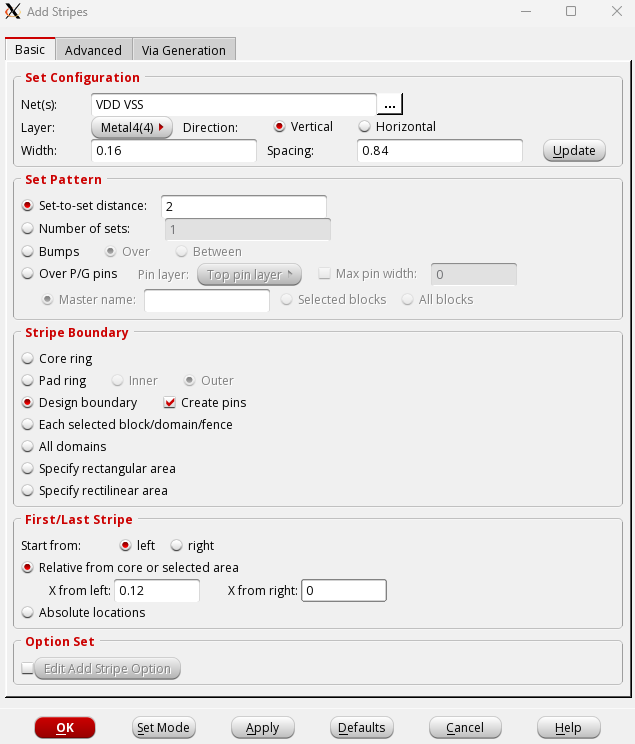 Add Stripes
Basic Advanced Via Generation
Set Configuration
Net(s): VDD VSS ...
Layer: Metal4(4) Direction: Vertical Horizontal
Width: 0.16 Spacing: 0.84 Update
Set Pattern
Set-to-set distance: 2
Number of sets: 1
Bumps Over Between
Over P/G pins Pin layer: Top pin layer Max pin width: 0
Master name: Selected blocks All blocks
Stripe Boundary
Core ring
Pad ring Inner Outer
Design boundary Create pins
Each selected block/domain/fence
All domains
Specify rectangular area
Specify rectilinear area
First/Last Stripe
Start from: left right
Relative from core or selected area
X from left: 0.12 X from right: 0
Absolute locations
Option Set
Edit Add Stripe Option
OK Set Mode Apply Defaults Cancel Help